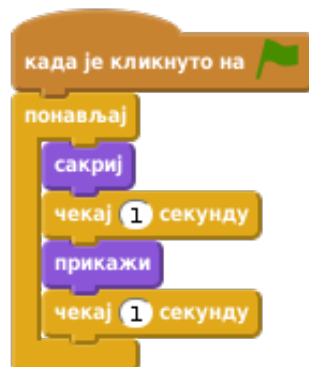 када је кликнуто на
понављај
сакриј
чекај 1 секунду
прикажи
чекај 1 секунду